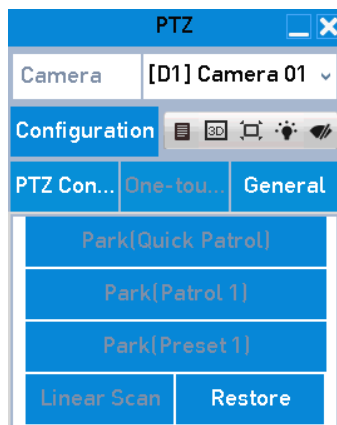 PTZ
Camera [D1] Camera 01
Configuration 3D
PTZ Con... One-tou... General
Park(Quick Patrol)
Park(Patrol 1)
Park(Preset 1)
Linear Scan Restore